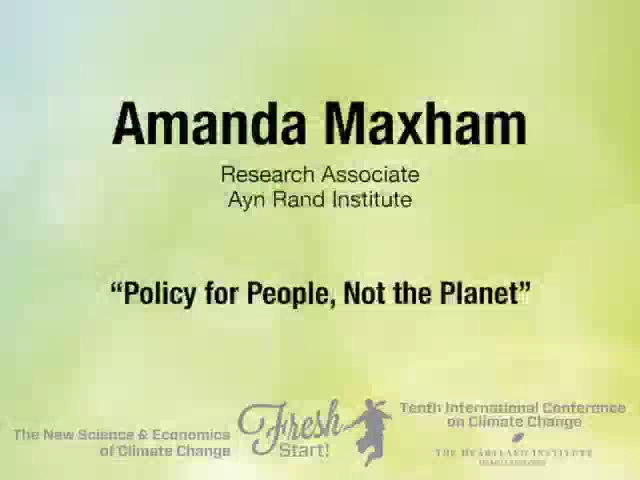 Amanda Maxham
Research Associate
Ayn Rand Institute
“Policy for People, Not the Planet”
The New Science & Economics
of Climate Change
Fresh
Start!
Tenth International Conference
on Climate Change
THE HEARTLAND INSTITUTE